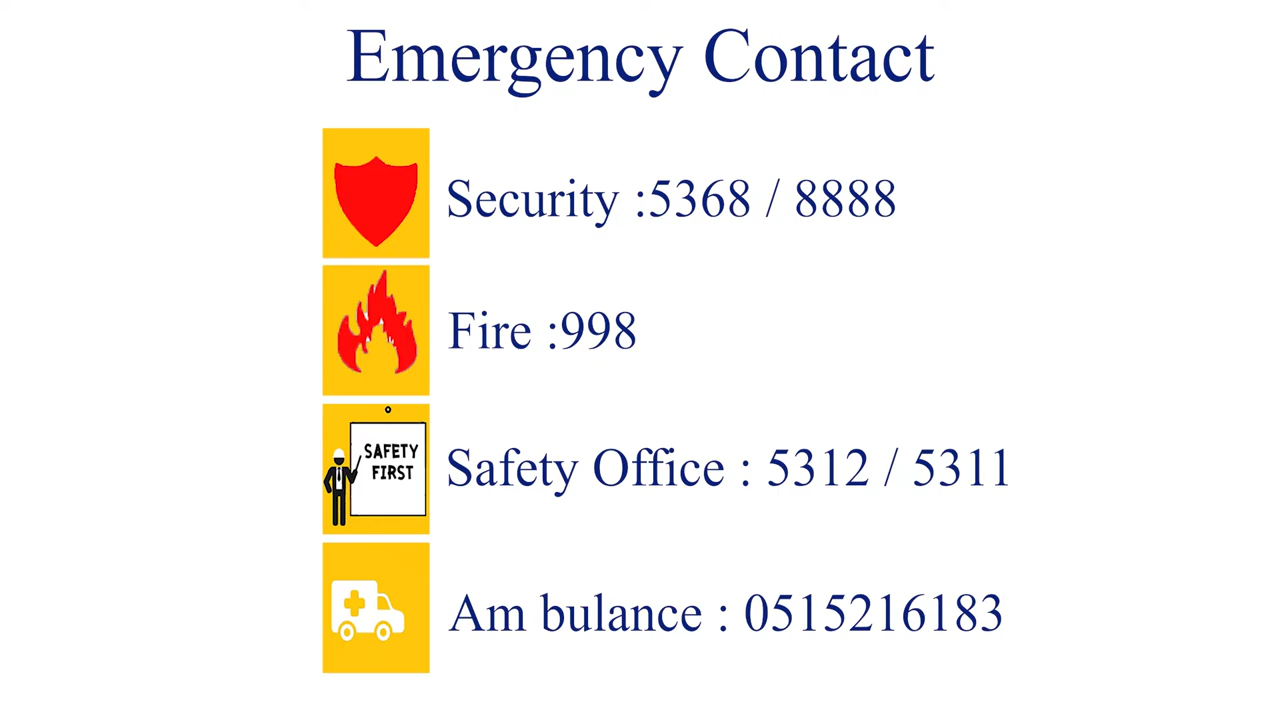 Emergency Contact
Security :5368 / 8888
Fire :998
SAFETY
FIRST
Safety Office : 5312 / 5311
Am bulance : 0515216183